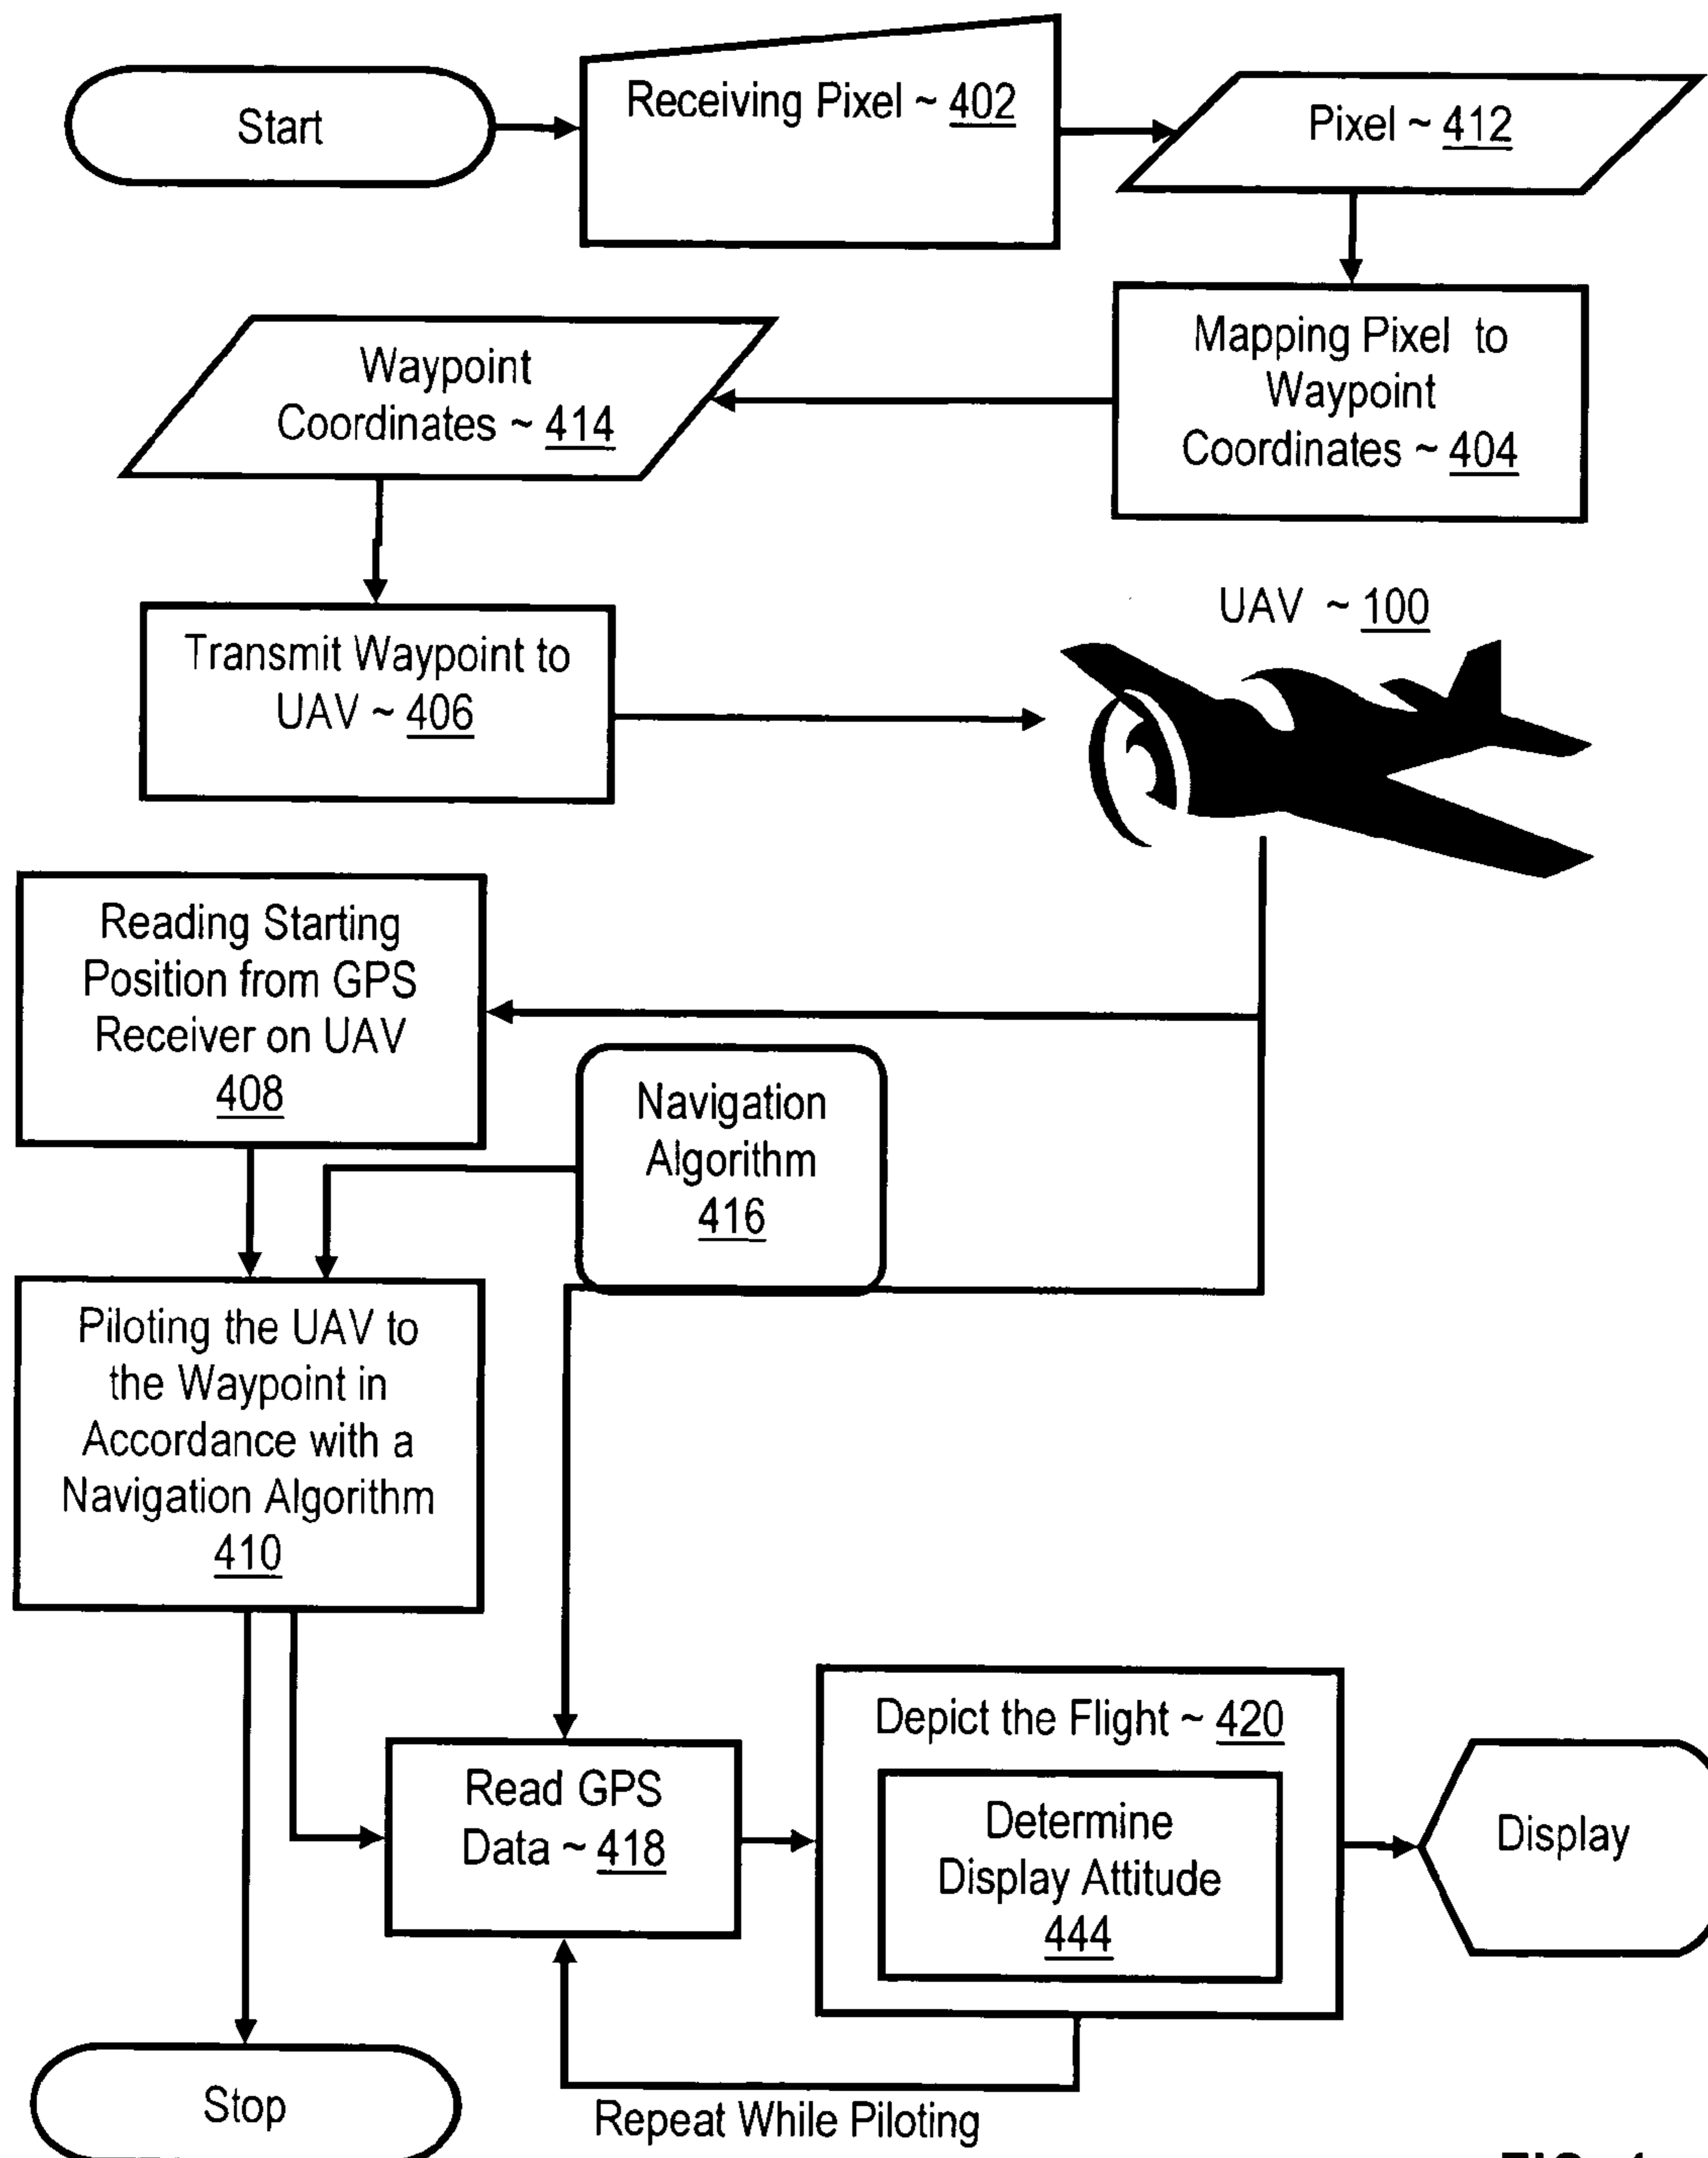 Start
Receiving Pixel ~ 402
Pixel ~ 412
Mapping Pixel to
Waypoint
Coordinates ~ 404
Waypoint
Coordinates ~ 414
Transmit Waypoint to
UAV ~ 406
UAV ~ 100
Reading Starting
Position from GPS
Receiver on UAV
408
Navigation
Algorithm
416
Piloting the UAV to
the Waypoint in
Accordance with a
Navigation Algorithm
410
Read GPS
Data ~ 418
Depict the Flight ~ 420
Determine
Display Attitude
444
Display
Stop
Repeat While Piloting